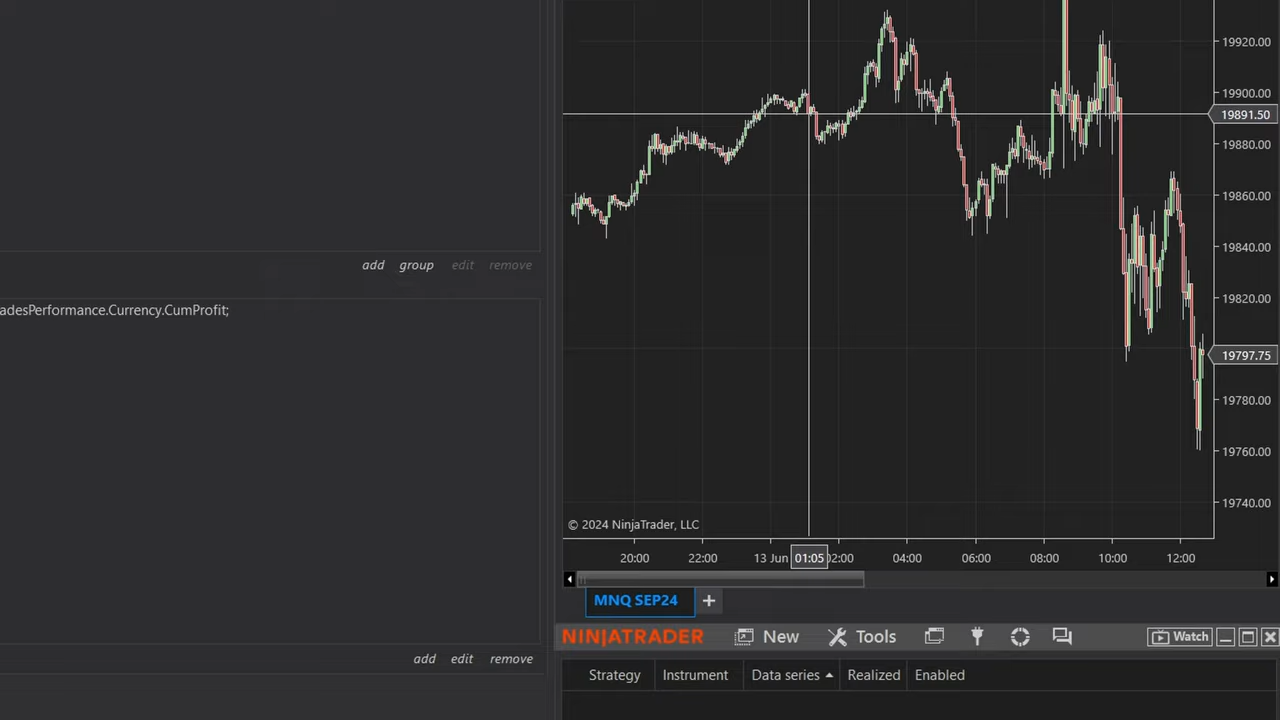 add group edit remove
adesPerformance.Currency.CumProfit;
add edit remove
19920.00
19900.00
19891.50
19880.00
19860.00
19840.00
19820.00
19797.75
19780.00
19760.00
19740.00
© 2024 NinjaTrader, LLC
20:00 22:00 13 Jun 01:05 02:00 04:00 06:00 08:00 10:00 12:00
MNQ SEP24 +
NINJATRADER New Tools Watch
Strategy Instrument Data series Realized Enabled